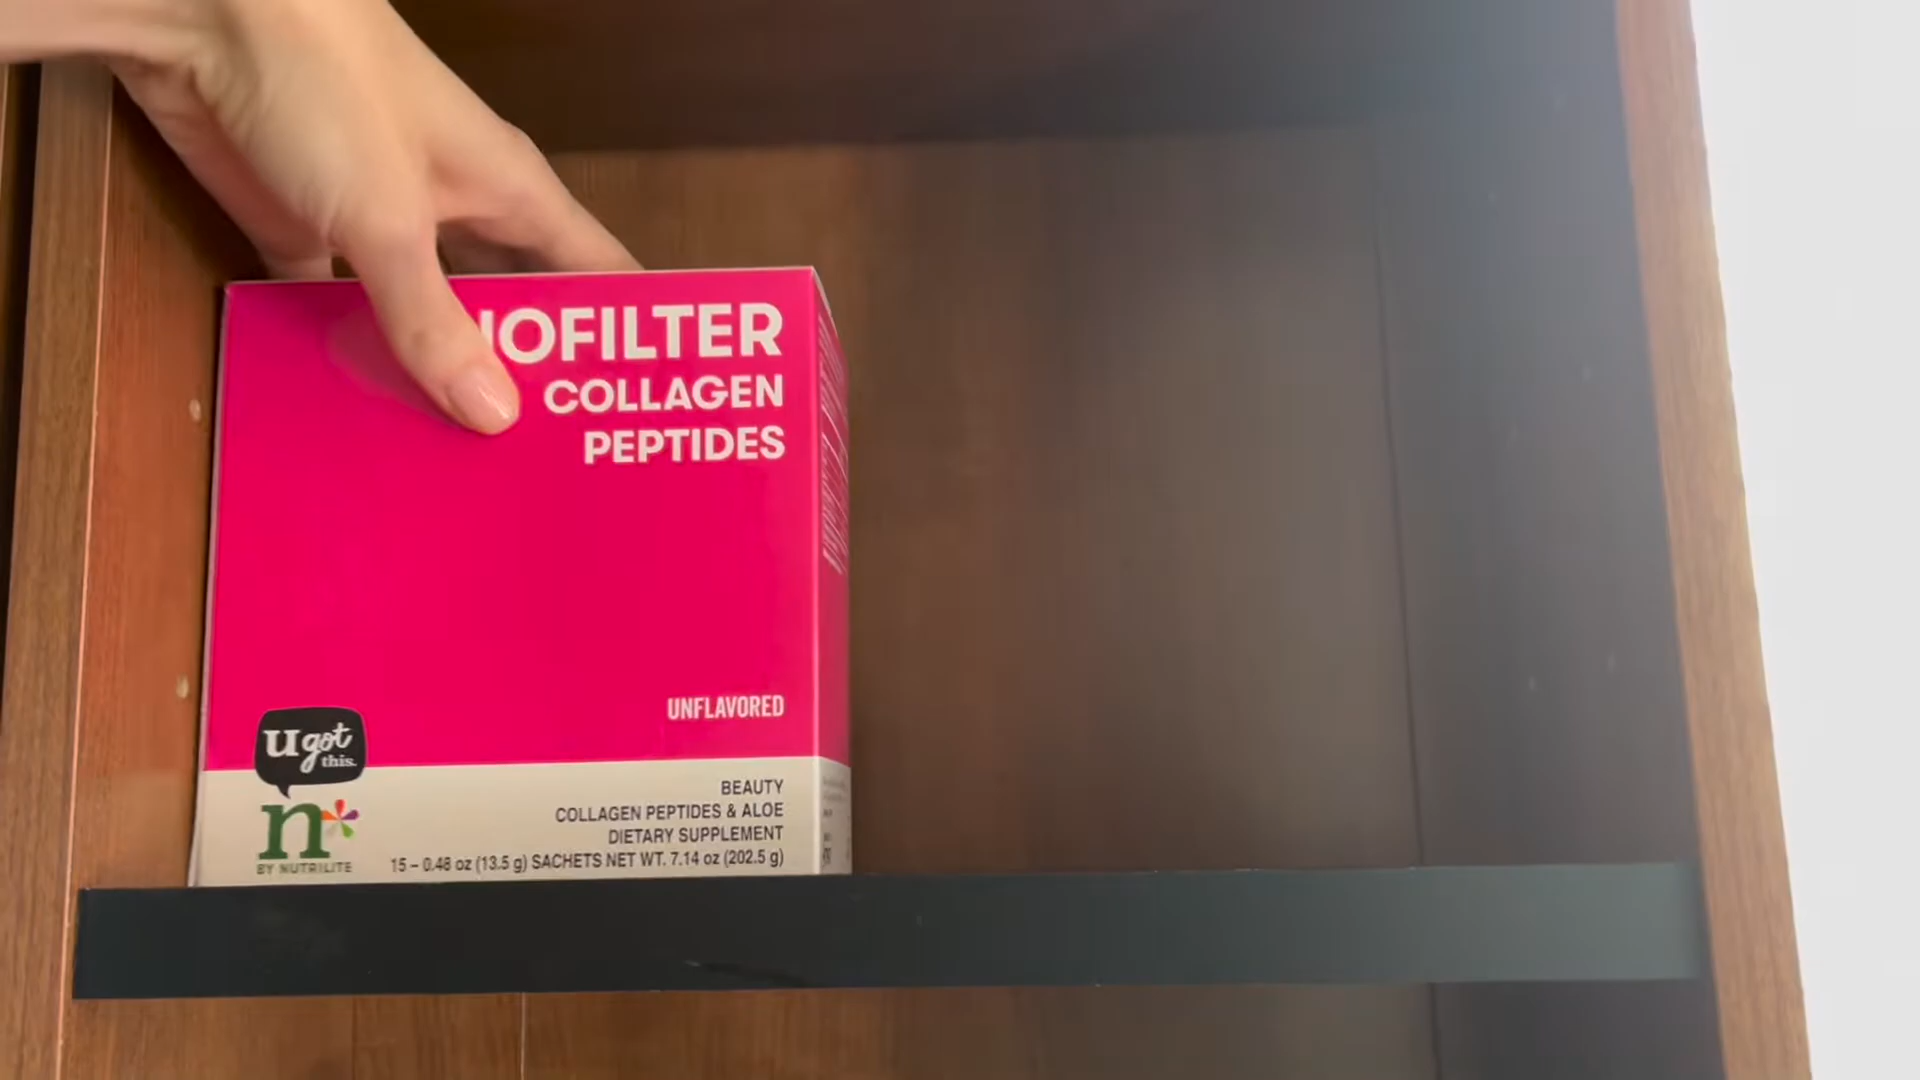 NOFILTER
COLLAGEN
PEPTIDES
UNFLAVORED
u got
this.
n*
BY NUTRILITE
BEAUTY
COLLAGEN PEPTIDES & ALOE
DIETARY SUPPLEMENT
15 – 0.48 oz (13.5 g) SACHETS NET WT. 7.14 oz (202.5 g)